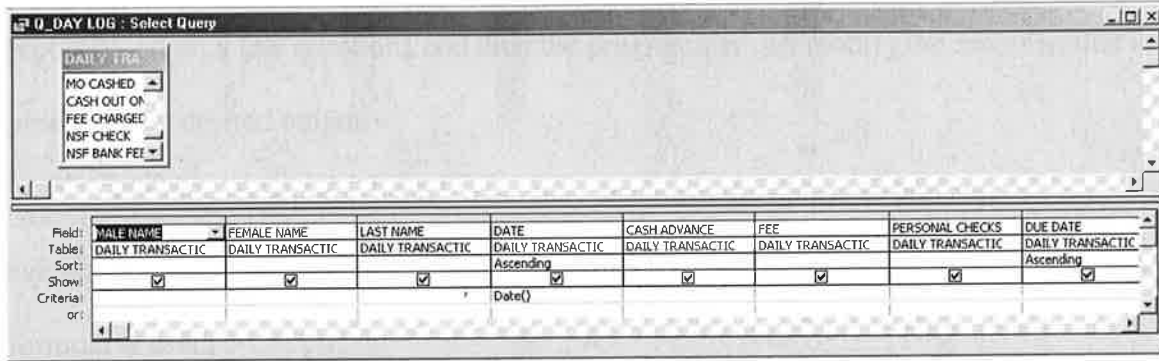 Q_DAY LOG : Select Query
DAILY TRA
MO CASHED
CASH OUT ON
FEE CHARGED
NSF CHECK
NSF BANK FEE
Field: MALE NAME FEMALE NAME LAST NAME DATE CASH ADVANCE FEE PERSONAL CHECKS DUE DATE
Table: DAILY TRANSACTIC DAILY TRANSACTIC DAILY TRANSACTIC DAILY TRANSACTIC DAILY TRANSACTIC DAILY TRANSACTIC DAILY TRANSACTIC DAILY TRANSACTIC
Sort: Ascending Ascending
Show:
Criteria: Date()
or: